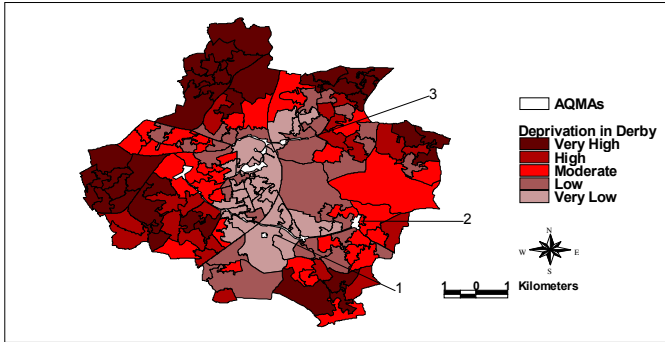 3
AQMAs
Deprivation in Derby
Very High
High
Moderate
Low
Very Low
2
N
W E
S
1
1 0 1 Kilometers